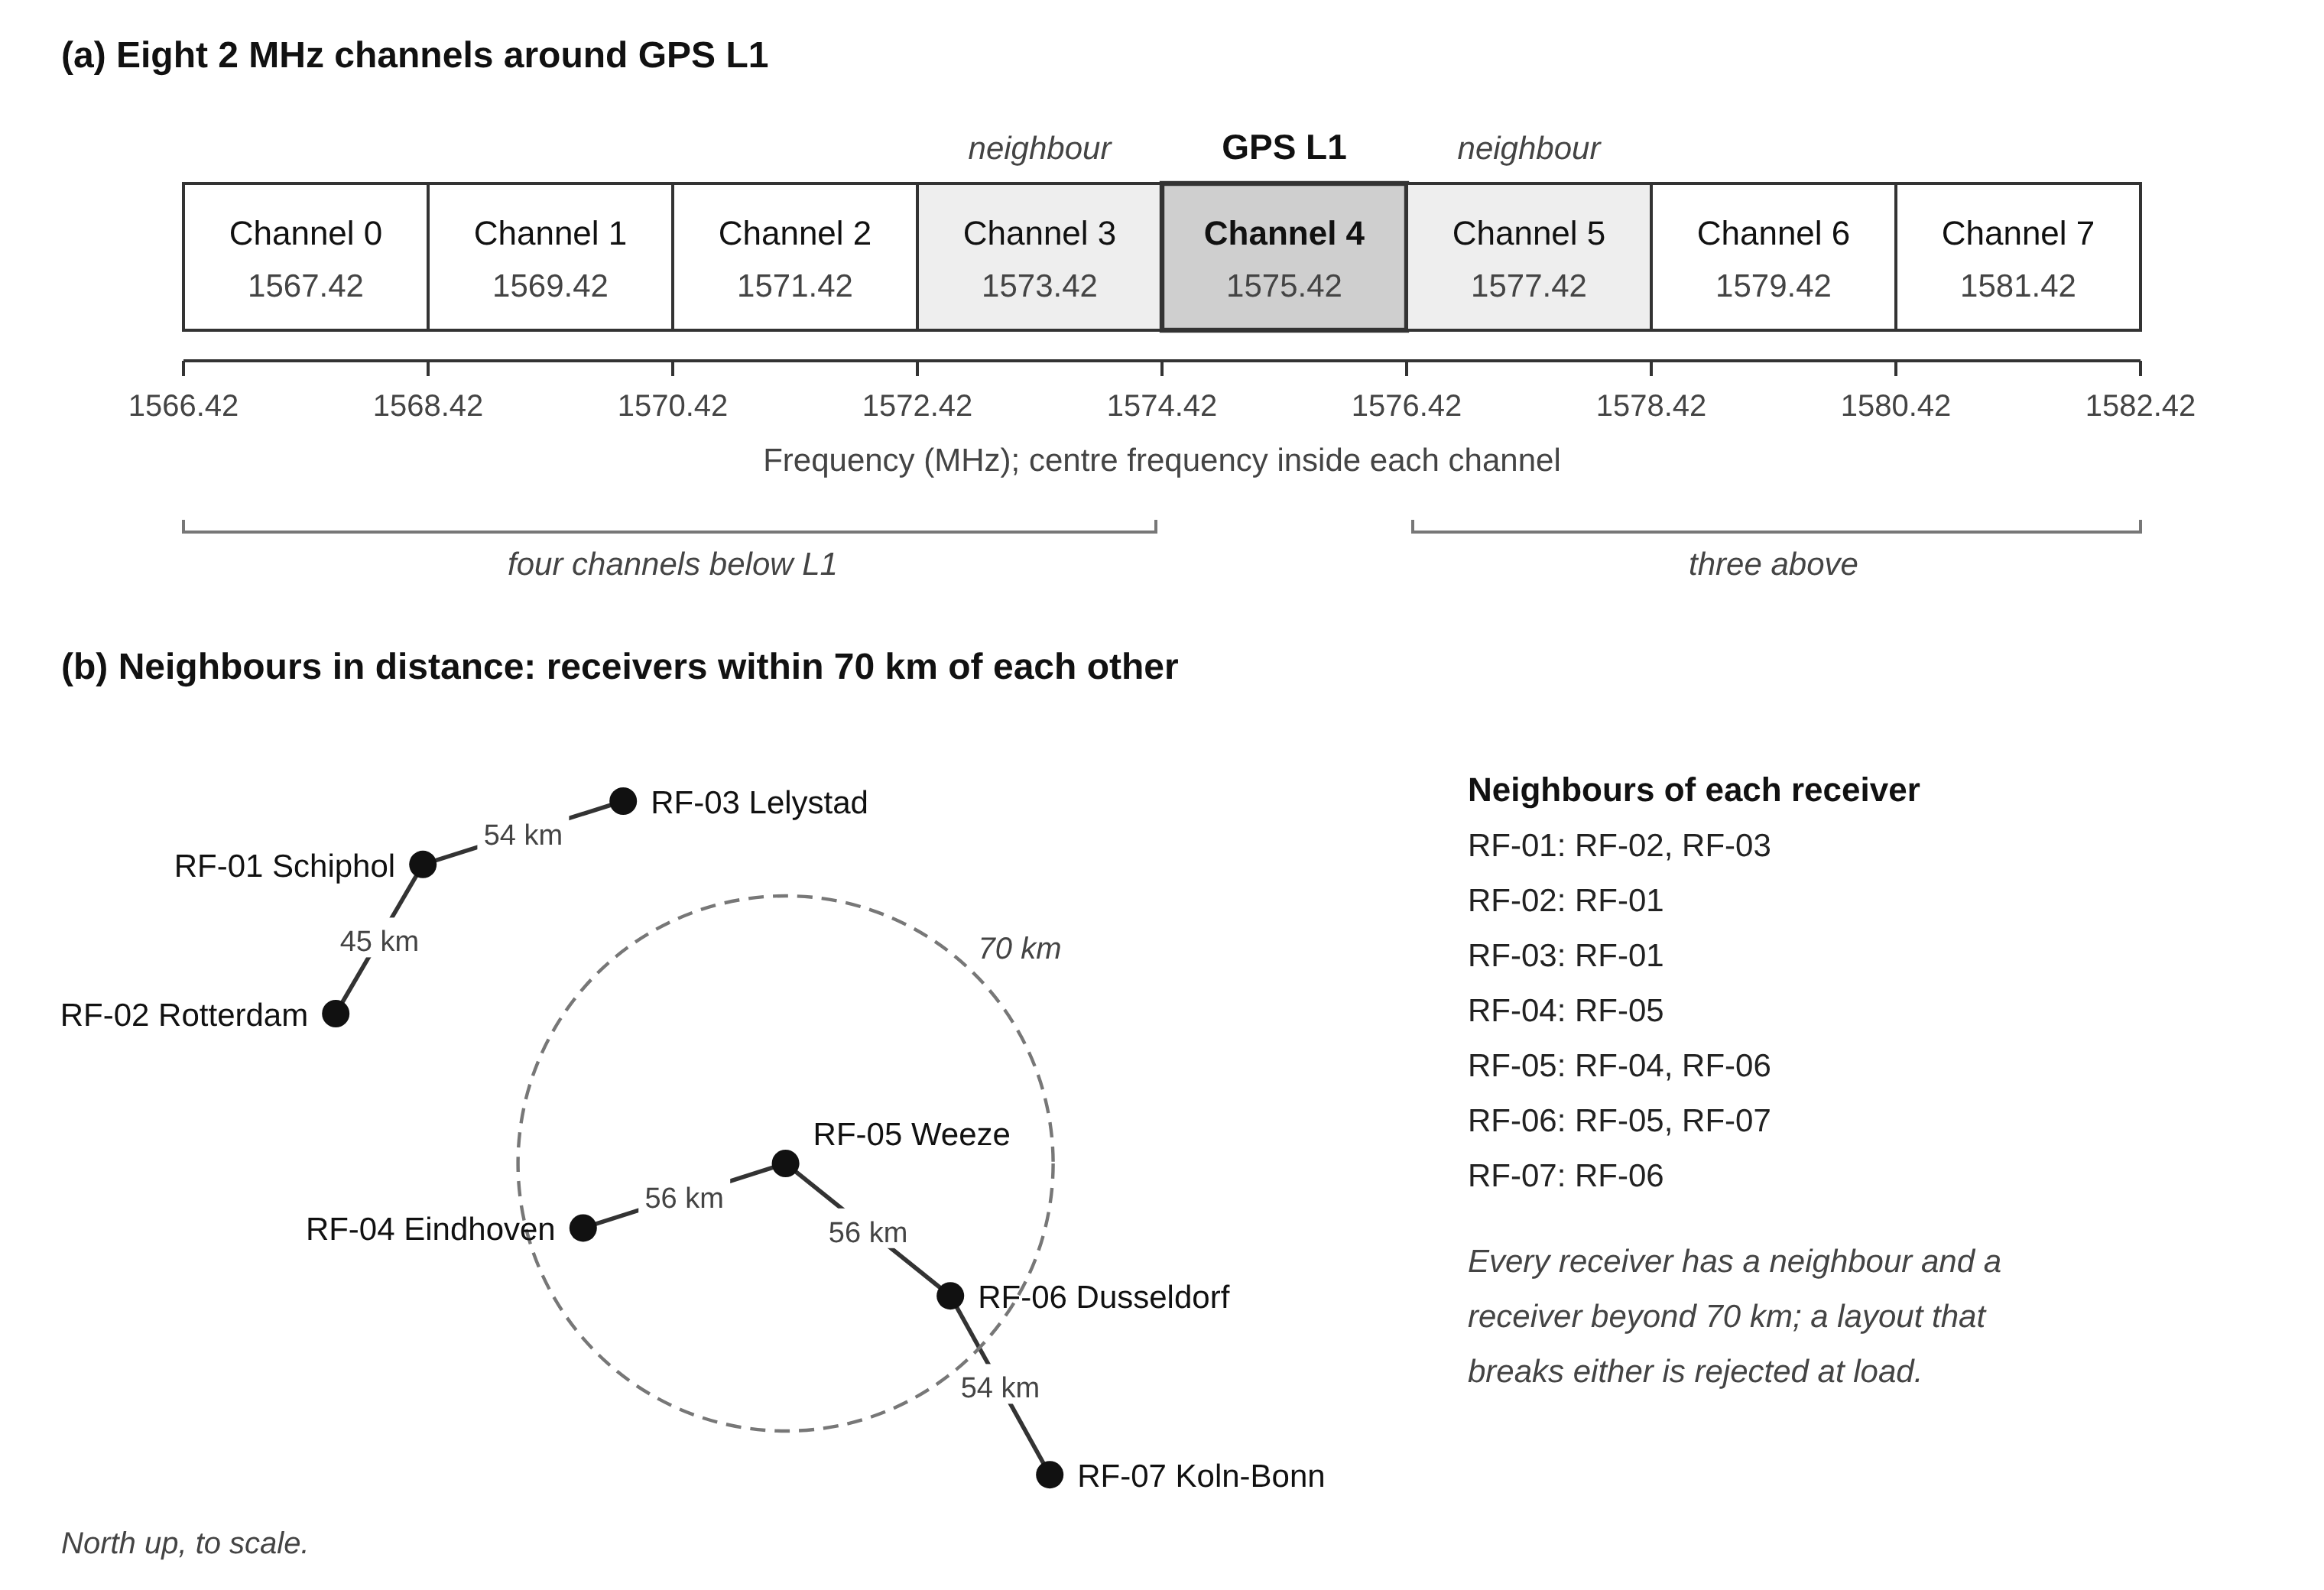 (a) Eight 2 MHz channels around GPS L1
neighbour GPS L1 neighbour
Channel 0 Channel 1 Channel 2 Channel 3 Channel 4 Channel 5 Channel 6 Channel 7
1567.42 1569.42 1571.42 1573.42 1575.42 1577.42 1579.42 1581.42
1566.42 1568.42 1570.42 1572.42 1574.42 1576.42 1578.42 1580.42 1582.42
Frequency (MHz); centre frequency inside each channel
four channels below L1 three above
(b) Neighbours in distance: receivers within 70 km of each other
RF-03 Lelystad
54 km
RF-01 Schiphol
45 km
70 km
RF-02 Rotterdam
RF-05 Weeze
56 km
RF-04 Eindhoven
56 km
RF-06 Dusseldorf
54 km
RF-07 Koln-Bonn
Neighbours of each receiver
RF-01: RF-02, RF-03
RF-02: RF-01
RF-03: RF-01
RF-04: RF-05
RF-05: RF-04, RF-06
RF-06: RF-05, RF-07
RF-07: RF-06
Every receiver has a neighbour and a
receiver beyond 70 km; a layout that
breaks either is rejected at load.
North up, to scale.